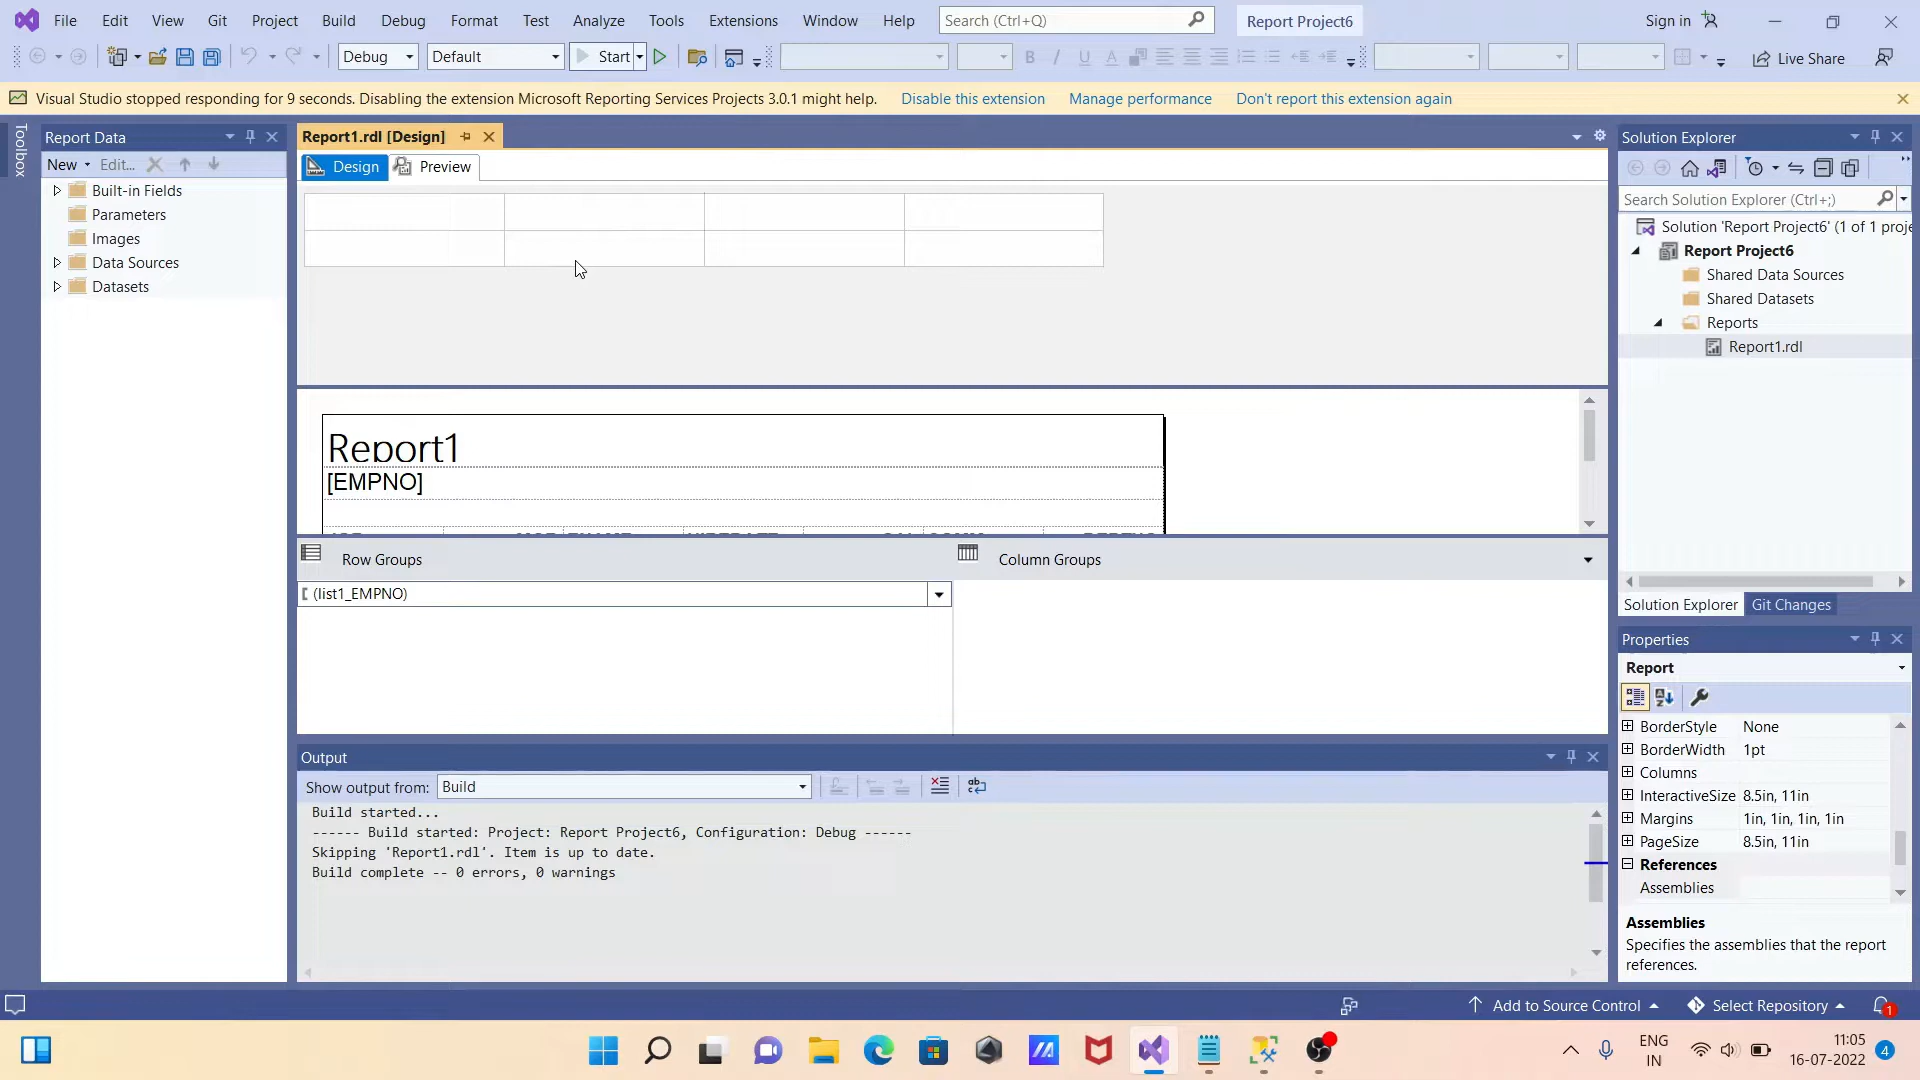 File Edit View Git Project Build Debug Format Test Analyze Tools Extensions Window Help Search (Ctrl+Q) Report Project6 Sign in
Debug Default Start B I U A Live Share
Visual Studio stopped responding for 9 seconds. Disabling the extension Microsoft Reporting Services Projects 3.0.1 might help. Disable this extension Manage performance Don't report this extension again
Toolbox
Report Data
New Edit...
Built-in Fields
Parameters
Images
Data Sources
Datasets
Report1.rdl [Design]
Design Preview
Report1
[EMPNO]
Row Groups Column Groups
(list1_EMPNO)
Output
Show output from: Build
Build started...
------ Build started: Project: Report Project6, Configuration: Debug ------
Skipping 'Report1.rdl'. Item is up to date.
Build complete -- 0 errors, 0 warnings
Solution Explorer
Search Solution Explorer (Ctrl+;)
Solution 'Report Project6' (1 of 1 proje
Report Project6
Shared Data Sources
Shared Datasets
Reports
Report1.rdl
Solution Explorer Git Changes
Properties
Report
BorderStyle None
BorderWidth 1pt
Columns
InteractiveSize 8.5in, 11in
Margins 1in, 1in, 1in, 1in
PageSize 8.5in, 11in
References
Assemblies
Assemblies
Specifies the assemblies that the report
references.
Add to Source Control Select Repository 1
ENG
IN
11:05
16-07-2022
4